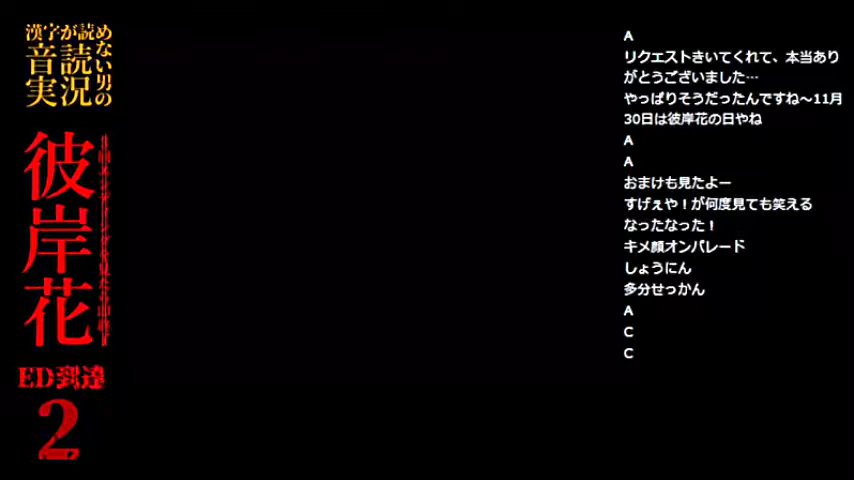 漢字が読め
ない男の
音読
実況
彼岸花
ED到達
2
A
リクエストきいてくれて、本当あり
がとうございました…
やっぱりそうだったんですね～11月
30日は彼岸花の日やね
A
A
おまけも見たよー
すげぇや！が何度見ても笑える
なったなった！
キメ顔オンパレード
しょうにん
多分せっかん
A
C
C